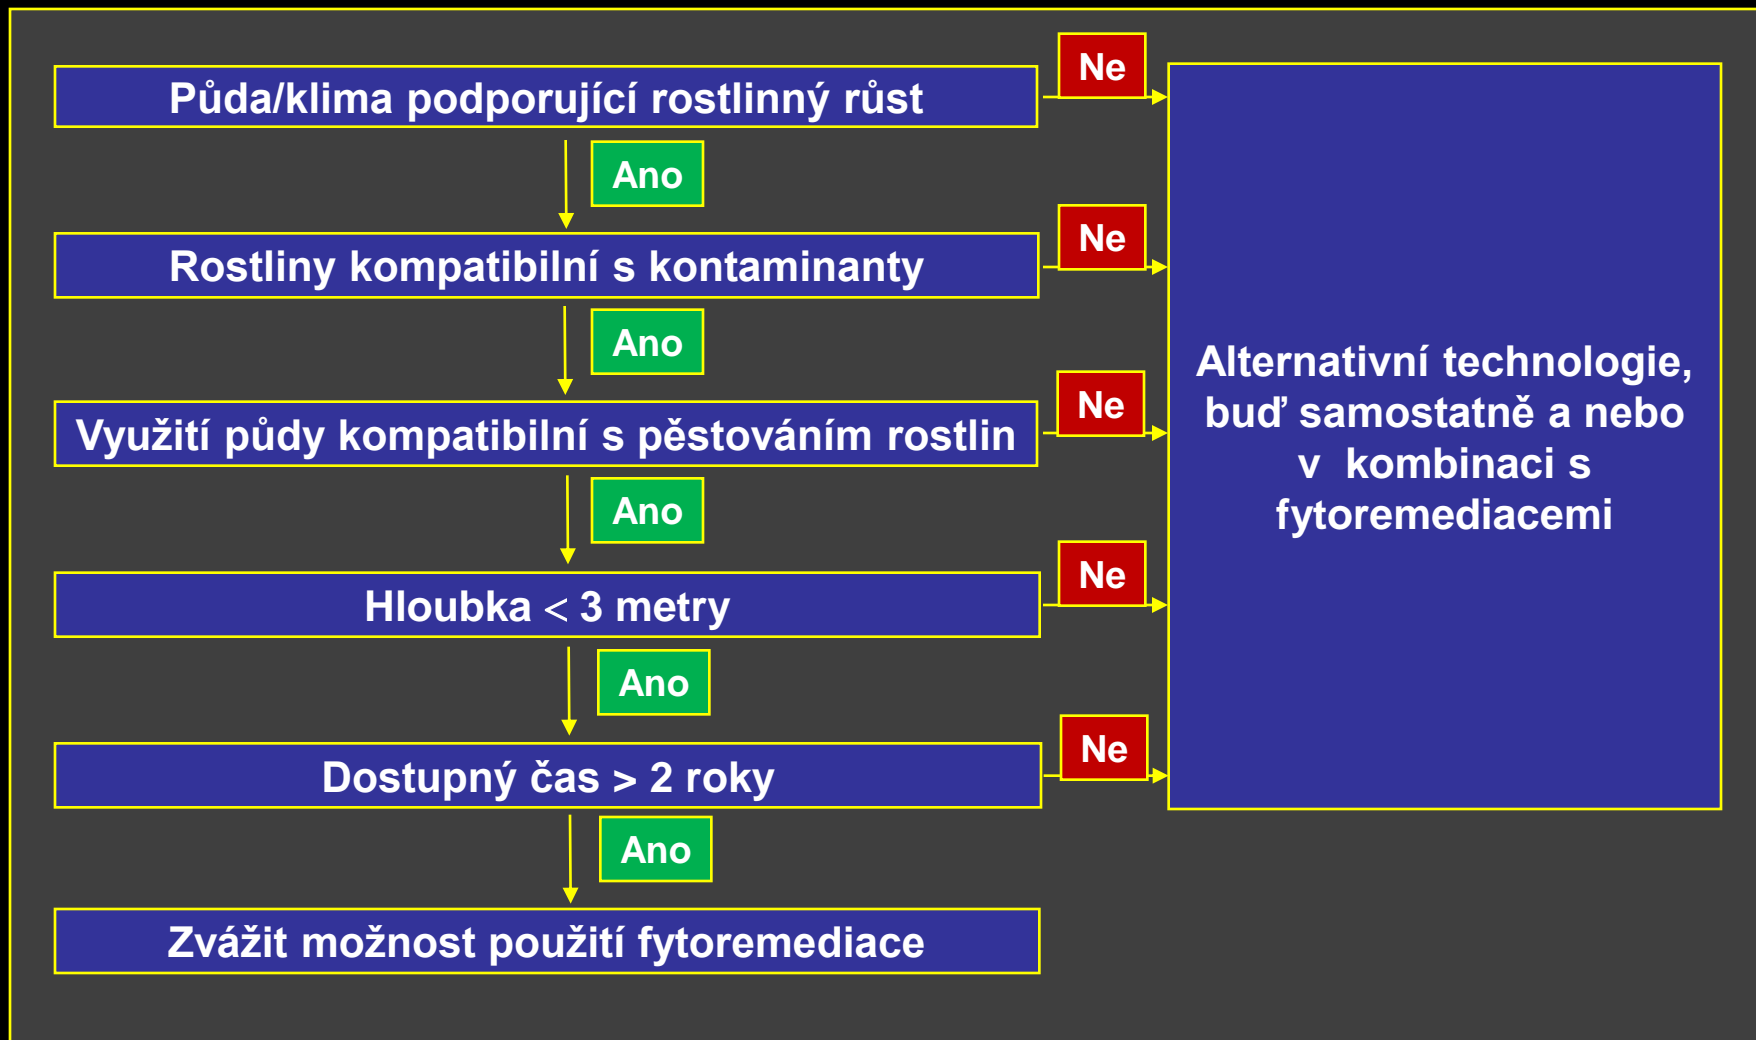 Půda/klima podporující rostlinný růst
Ne
Ano
Rostliny kompatibilní s kontaminanty
Ne
Ano
Využití půdy kompatibilní s pěstováním rostlin
Ne
Ano
Hloubka < 3 metry
Ne
Ano
Dostupný čas > 2 roky
Ne
Ano
Zvážit možnost použití fytoremediace
Alternativní technologie,
buď samostatně a nebo
v kombinaci s
fytoremediacemi